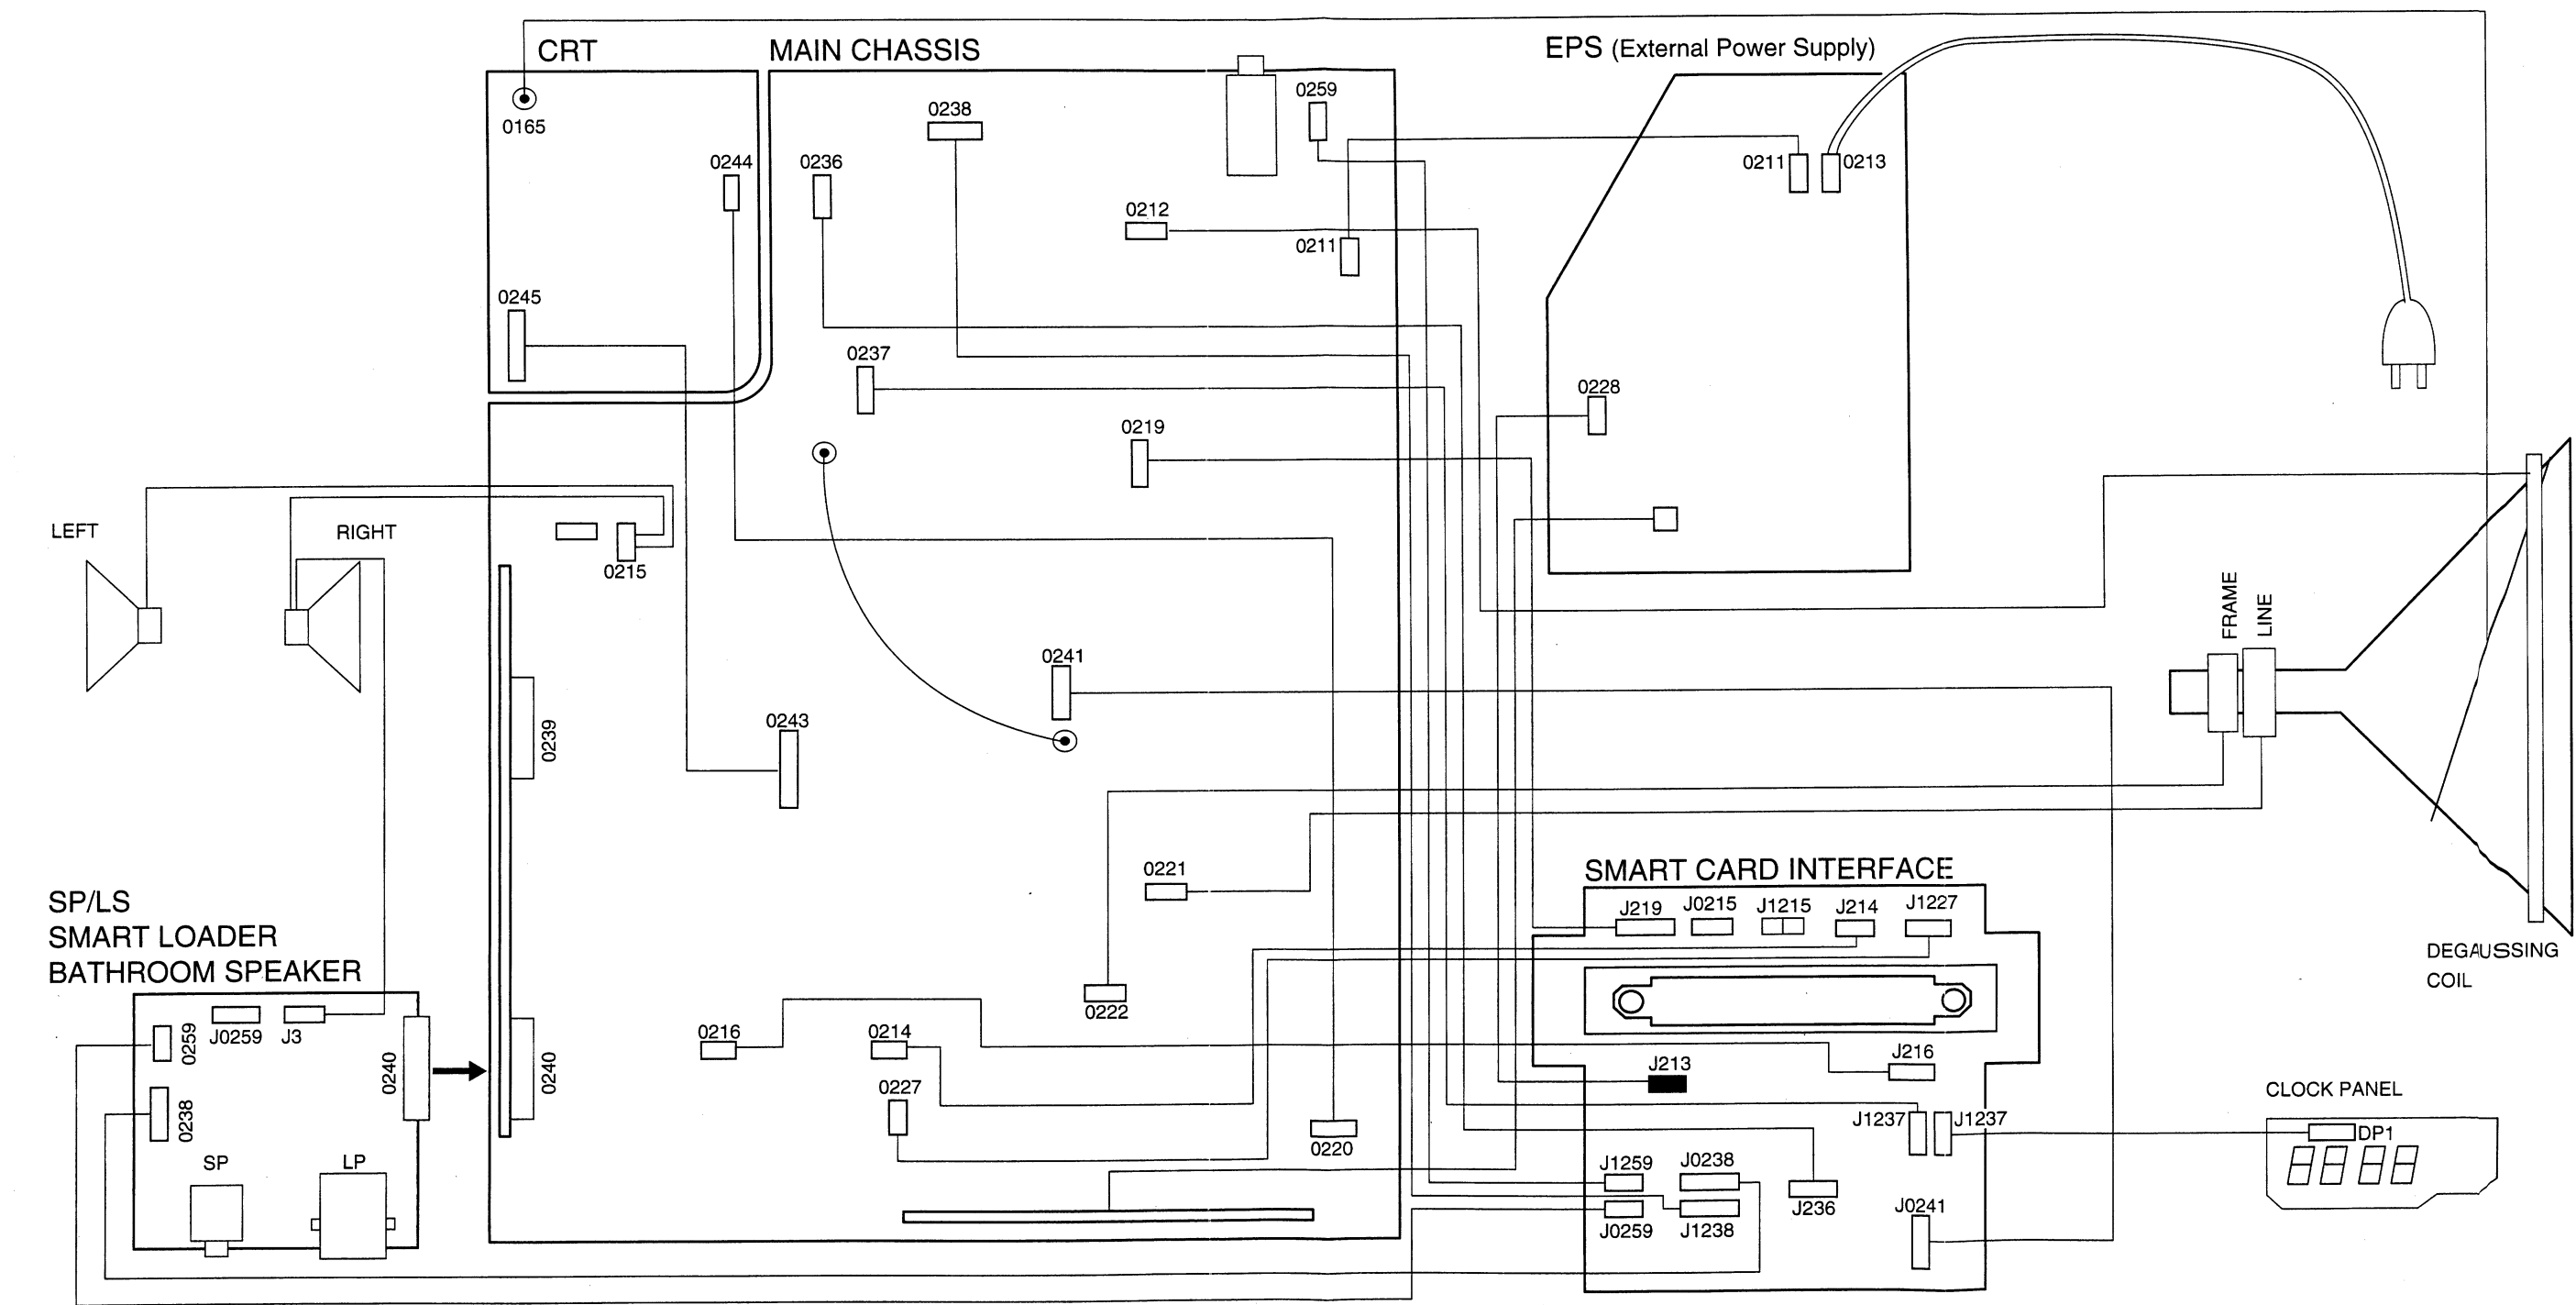 CRT
MAIN CHASSIS
EPS (External Power Supply)
0165
0244
0236
0238
0259
0212
0211
0211
0213
0245
0237
0228
0219
LEFT
RIGHT
0215
FRAME
LINE
0241
0243
0239
0221
SMART CARD INTERFACE
J219
J0215
J1215
J214
J1227
DEGAUSSING
COIL
SP/LS
SMART LOADER
BATHROOM SPEAKER
0222
J0259
J3
0259
0240
0240
0238
0216
0214
0227
J213
J216
J1237
J1237
CLOCK PANEL
DP1
8888
0220
SP
LP
J1259
J0238
J236
J0241
J0259
J1238